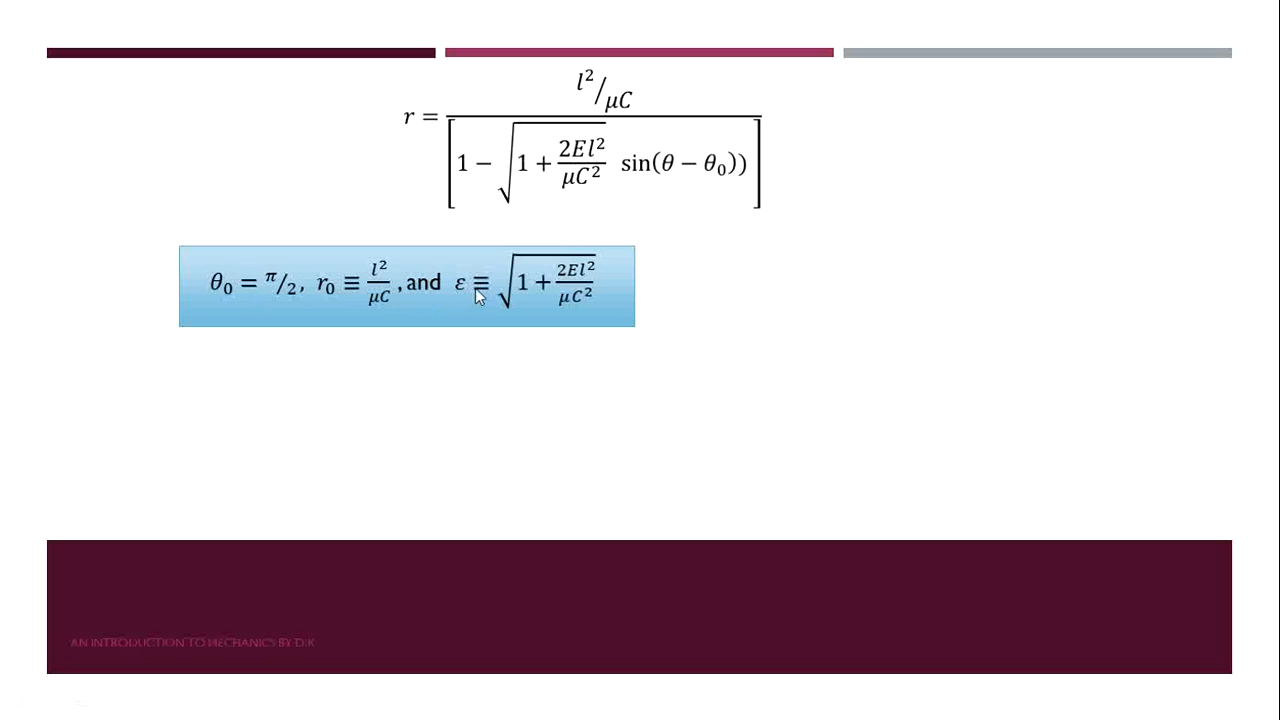 r = l²/μC / [1 − √(1 + 2El²/μC²) sin(θ − θ₀))]
θ₀ = π/2, r₀ ≡ l²/μC , and ε ≡ √(1 + 2El²/μC²)
AN INTRODUCTION TO MECHANICS BY D.K